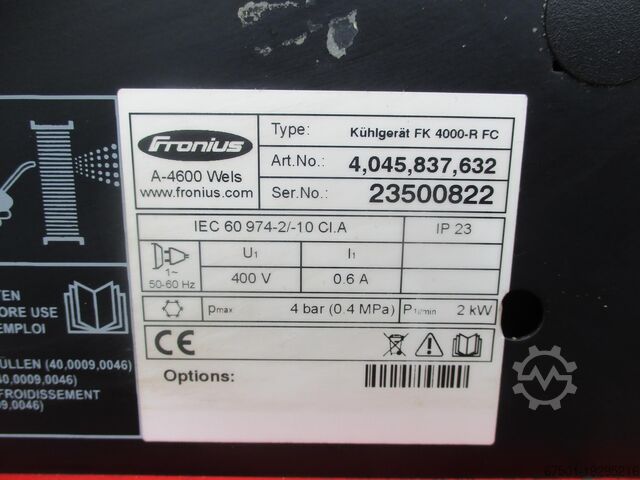 Fronius
A-4600 Wels
www.fronius.com
Type: Kühlgerät FK 4000-R FC
Art.No.: 4,045,837,632
Ser.No.: 23500822
IEC 60 974-2/-10 Cl.A IP 23
1~
50-60 Hz
U1 I1
400 V 0.6 A
pmax 4 bar (0.4 MPa) P1l/min 2 kW
CE
Options:
TEN
ORE USE
EMPLOI
ÜLLEN (40,0009,0046)
40,0009,0046)
FROIDISSEMENT
09,0046)